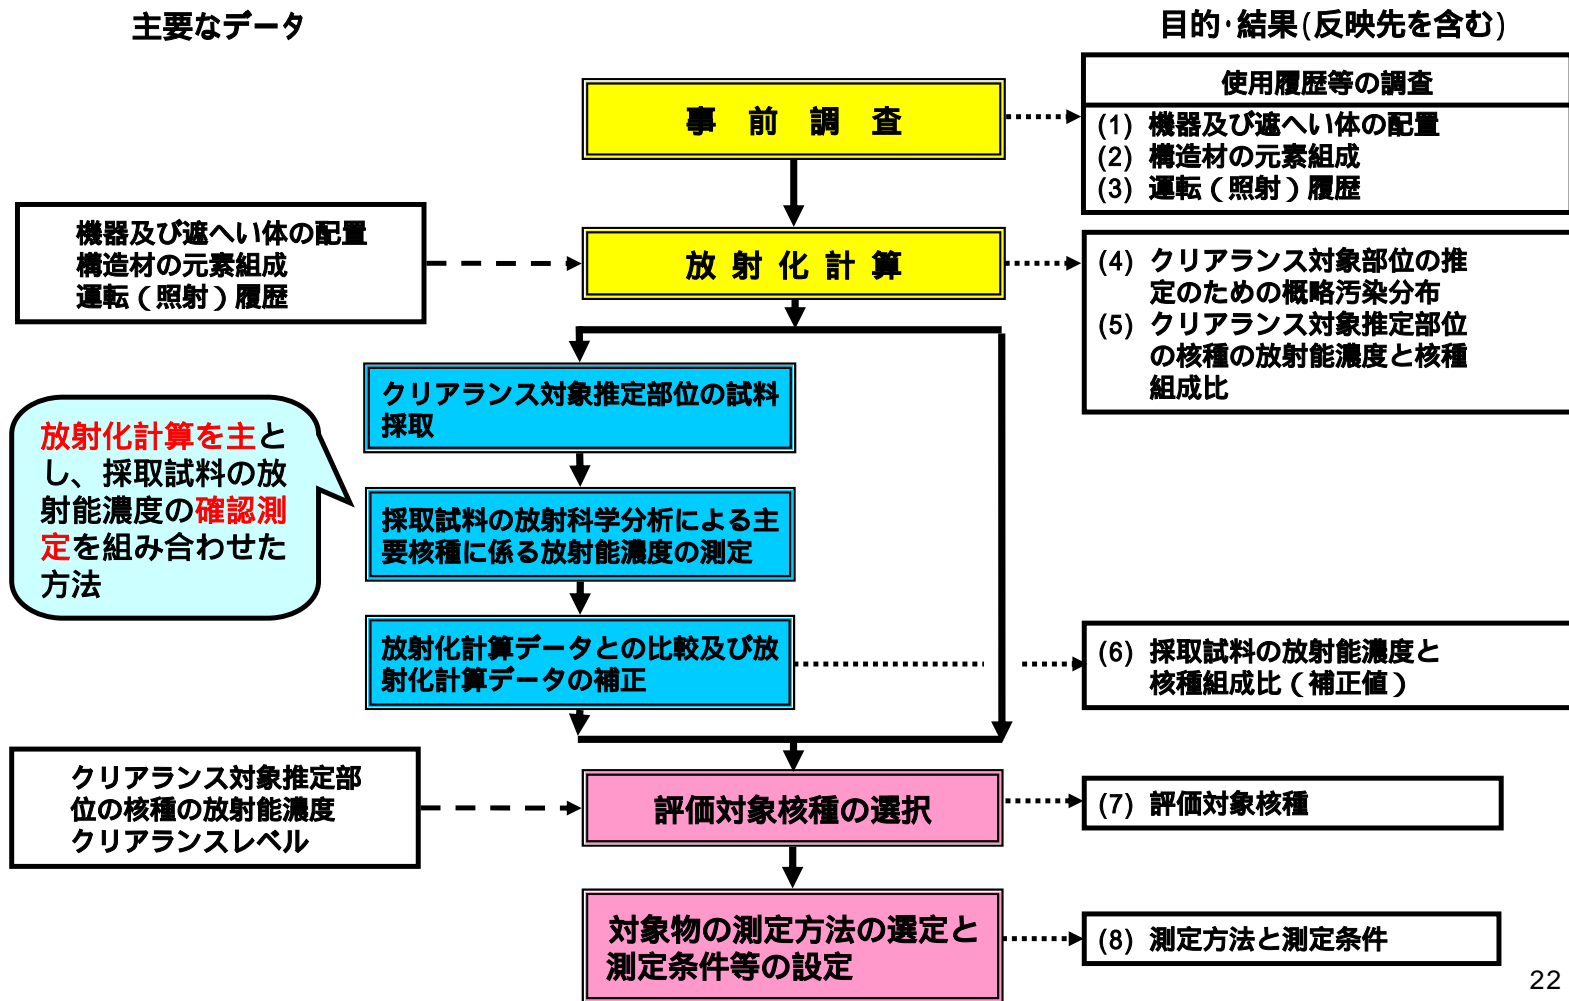 主要なデータ
目的・結果(反映先を含む)
事前調査
使用履歴等の調査
(1) 機器及び遮へい体の配置
(2) 構造材の元素組成
(3) 運転(照射)履歴
機器及び遮へい体の配置
構造材の元素組成
運転(照射)履歴
放射化計算
(4) クリアランス対象部位の推
定のための概略汚染分布
(5) クリアランス対象推定部位
の核種の放射能濃度と核種
組成比
クリアランス対象推定部位の試料
採取
放射化計算を主と
し、採取試料の放
射能濃度の確認測
定を組み合わせた
方法
採取試料の放射科学分析による主
要核種に係る放射能濃度の測定
放射化計算データとの比較及び放
射化計算データの補正
(6) 採取試料の放射能濃度と
核種組成比(補正値)
クリアランス対象推定部
位の核種の放射能濃度
クリアランスレベル
評価対象核種の選択
(7) 評価対象核種
対象物の測定方法の選定と
測定条件等の設定
(8) 測定方法と測定条件
22